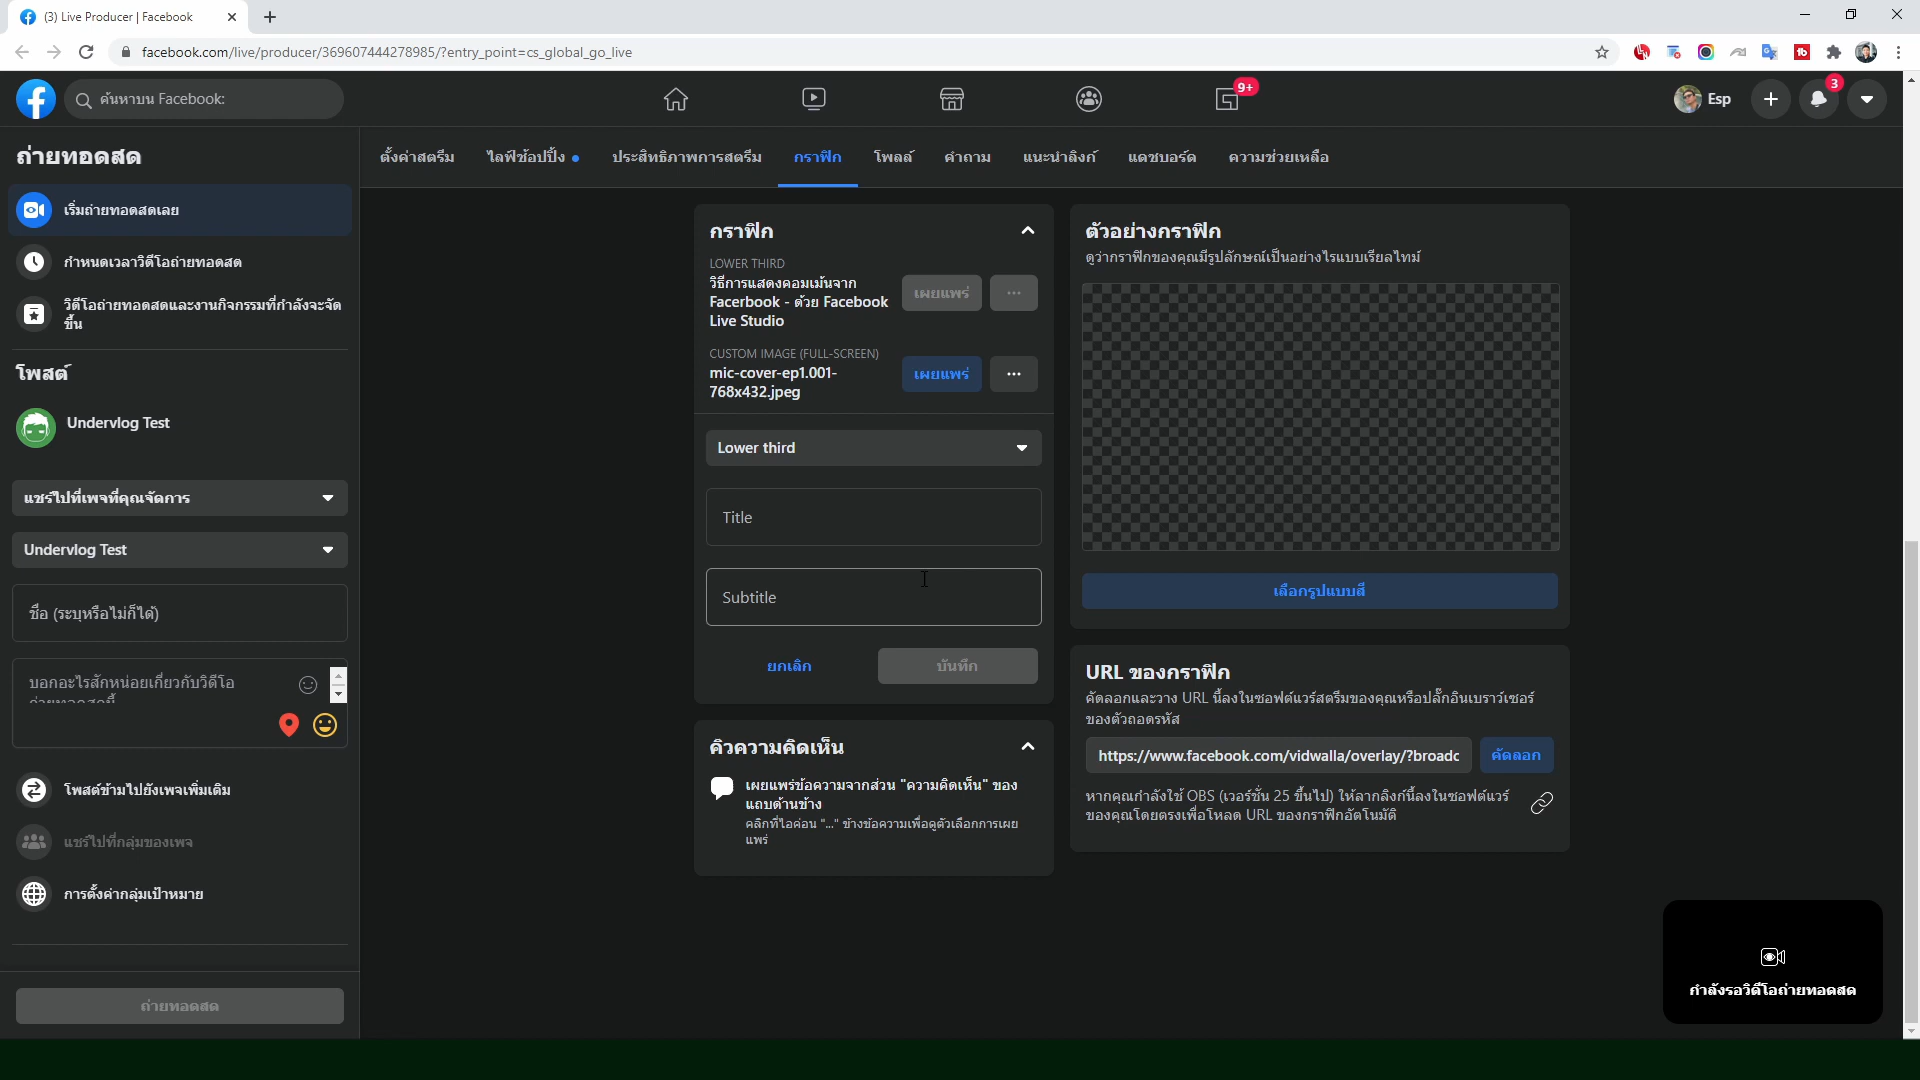 (3) Live Producer | Facebook
facebook.com/live/producer/369607444278985/?entry_point=cs_global_go_live
ค้นหาบน Facebook:
9+
Esp
3
ถ่ายทอดสด
เริ่มถ่ายทอดสดเลย
กำหนดเวลาวิดีโอถ่ายทอดสด
วิดีโอถ่ายทอดสดและงานกิจกรรมที่กำลังจะจัด
ขึ้น
โพสต์
Undervlog Test
แชร์ไปที่เพจที่คุณจัดการ
Undervlog Test
ชื่อ (ระบุหรือไม่ก็ได้)
บอกอะไรสักหน่อยเกี่ยวกับวิดีโอ
ถ่ายทอดสดนี้
โพสต์ข้ามไปยังเพจเพิ่มเติม
แชร์ไปที่กลุ่มของเพจ
การตั้งค่ากลุ่มเป้าหมาย
ถ่ายทอดสด
ตั้งค่าสตรีม
ไลฟ์ช้อปปิ้ง
ประสิทธิภาพการสตรีม
กราฟิก
โพลล์
คำถาม
แนะนำลิงก์
แดชบอร์ด
ความช่วยเหลือ
กราฟิก
LOWER THIRD
วิธีการแสดงคอมเม้นจาก
Facerbook - ด้วย Facebook
Live Studio
เผยแพร่
CUSTOM IMAGE (FULL-SCREEN)
mic-cover-ep1.001-
768x432.jpeg
เผยแพร่
Lower third
Title
Subtitle
ยกเลิก
บันทึก
คิวความคิดเห็น
เผยแพร่ข้อความจากส่วน "ความคิดเห็น" ของ
แถบด้านข้าง
คลิกที่ไอค่อน "..." ข้างข้อความเพื่อดูตัวเลือกการเผย
แพร่
ตัวอย่างกราฟิก
ดูว่ากราฟิกของคุณมีรูปลักษณ์เป็นอย่างไรแบบเรียลไทม์
เลือกรูปแบบสี
URL ของกราฟิก
คัดลอกและวาง URL นี้ลงในซอฟต์แวร์สตรีมของคุณหรือปลั๊กอินเบราว์เซอร์
ของตัวถอดรหัส
https://www.facebook.com/vidwalla/overlay/?broadc
คัดลอก
หากคุณกำลังใช้ OBS (เวอร์ชั่น 25 ขึ้นไป) ให้ลากลิงก์นี้ลงในซอฟต์แวร์
ของคุณโดยตรงเพื่อโหลด URL ของกราฟิกอัตโนมัติ
กำลังรอวิดีโอถ่ายทอดสด